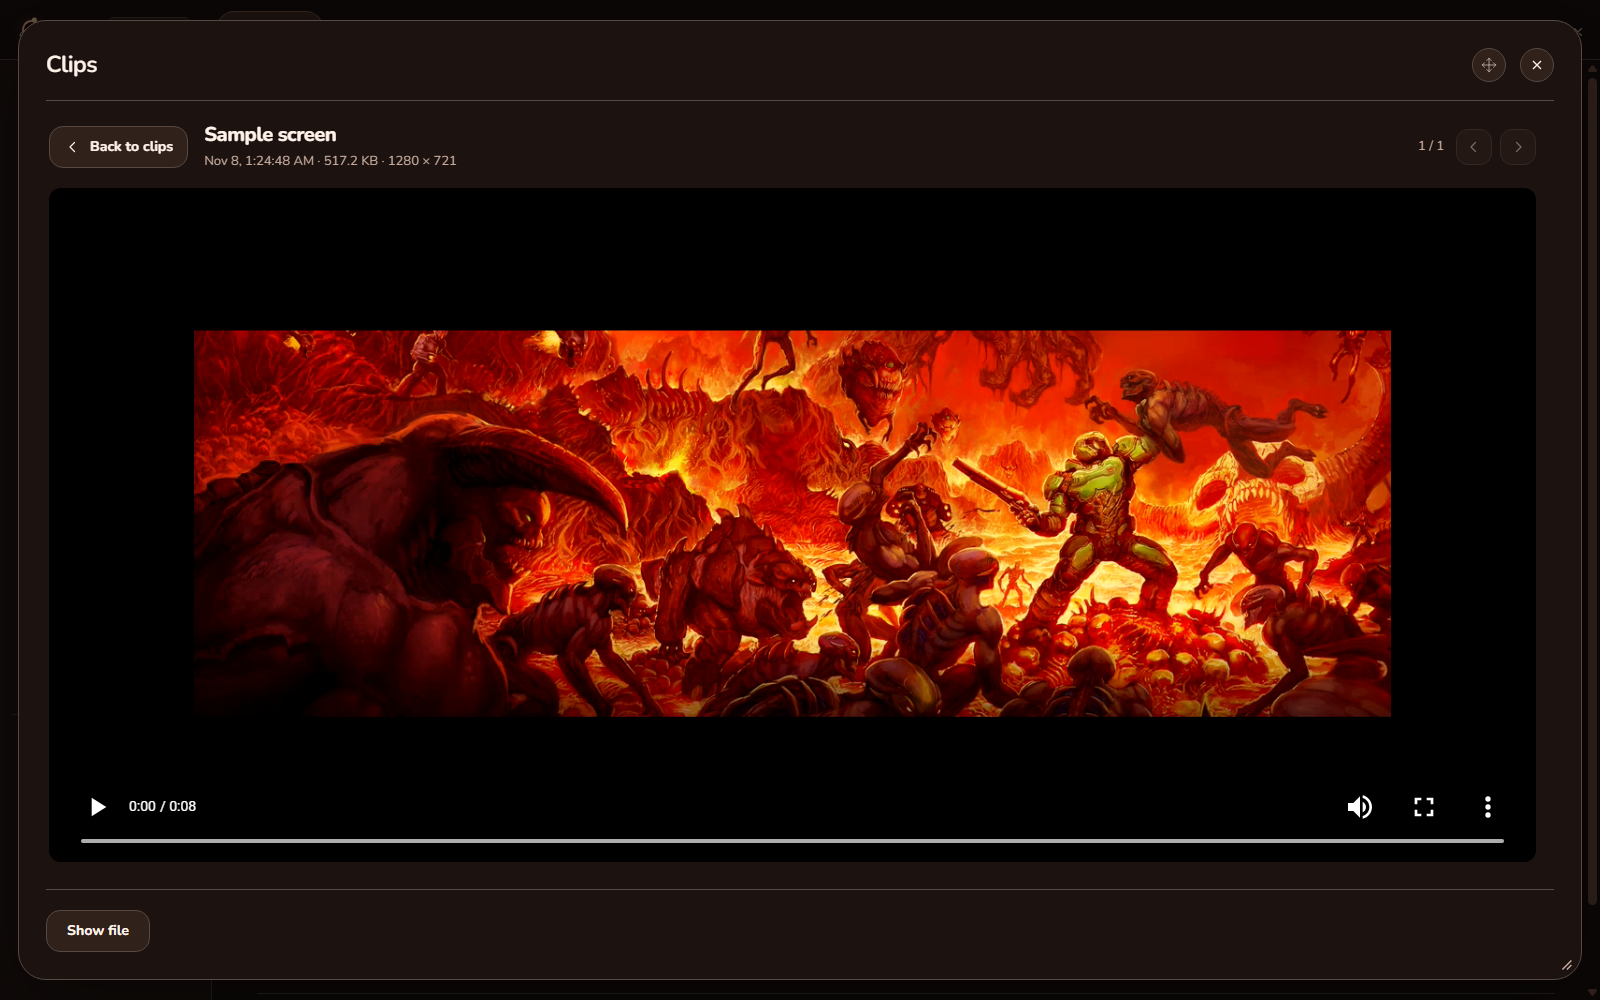 Clips
Back to clips
Sample screen
Nov 8, 1:24:48 AM · 517.2 KB · 1280 × 721
1 / 1
0:00 / 0:08
Show file